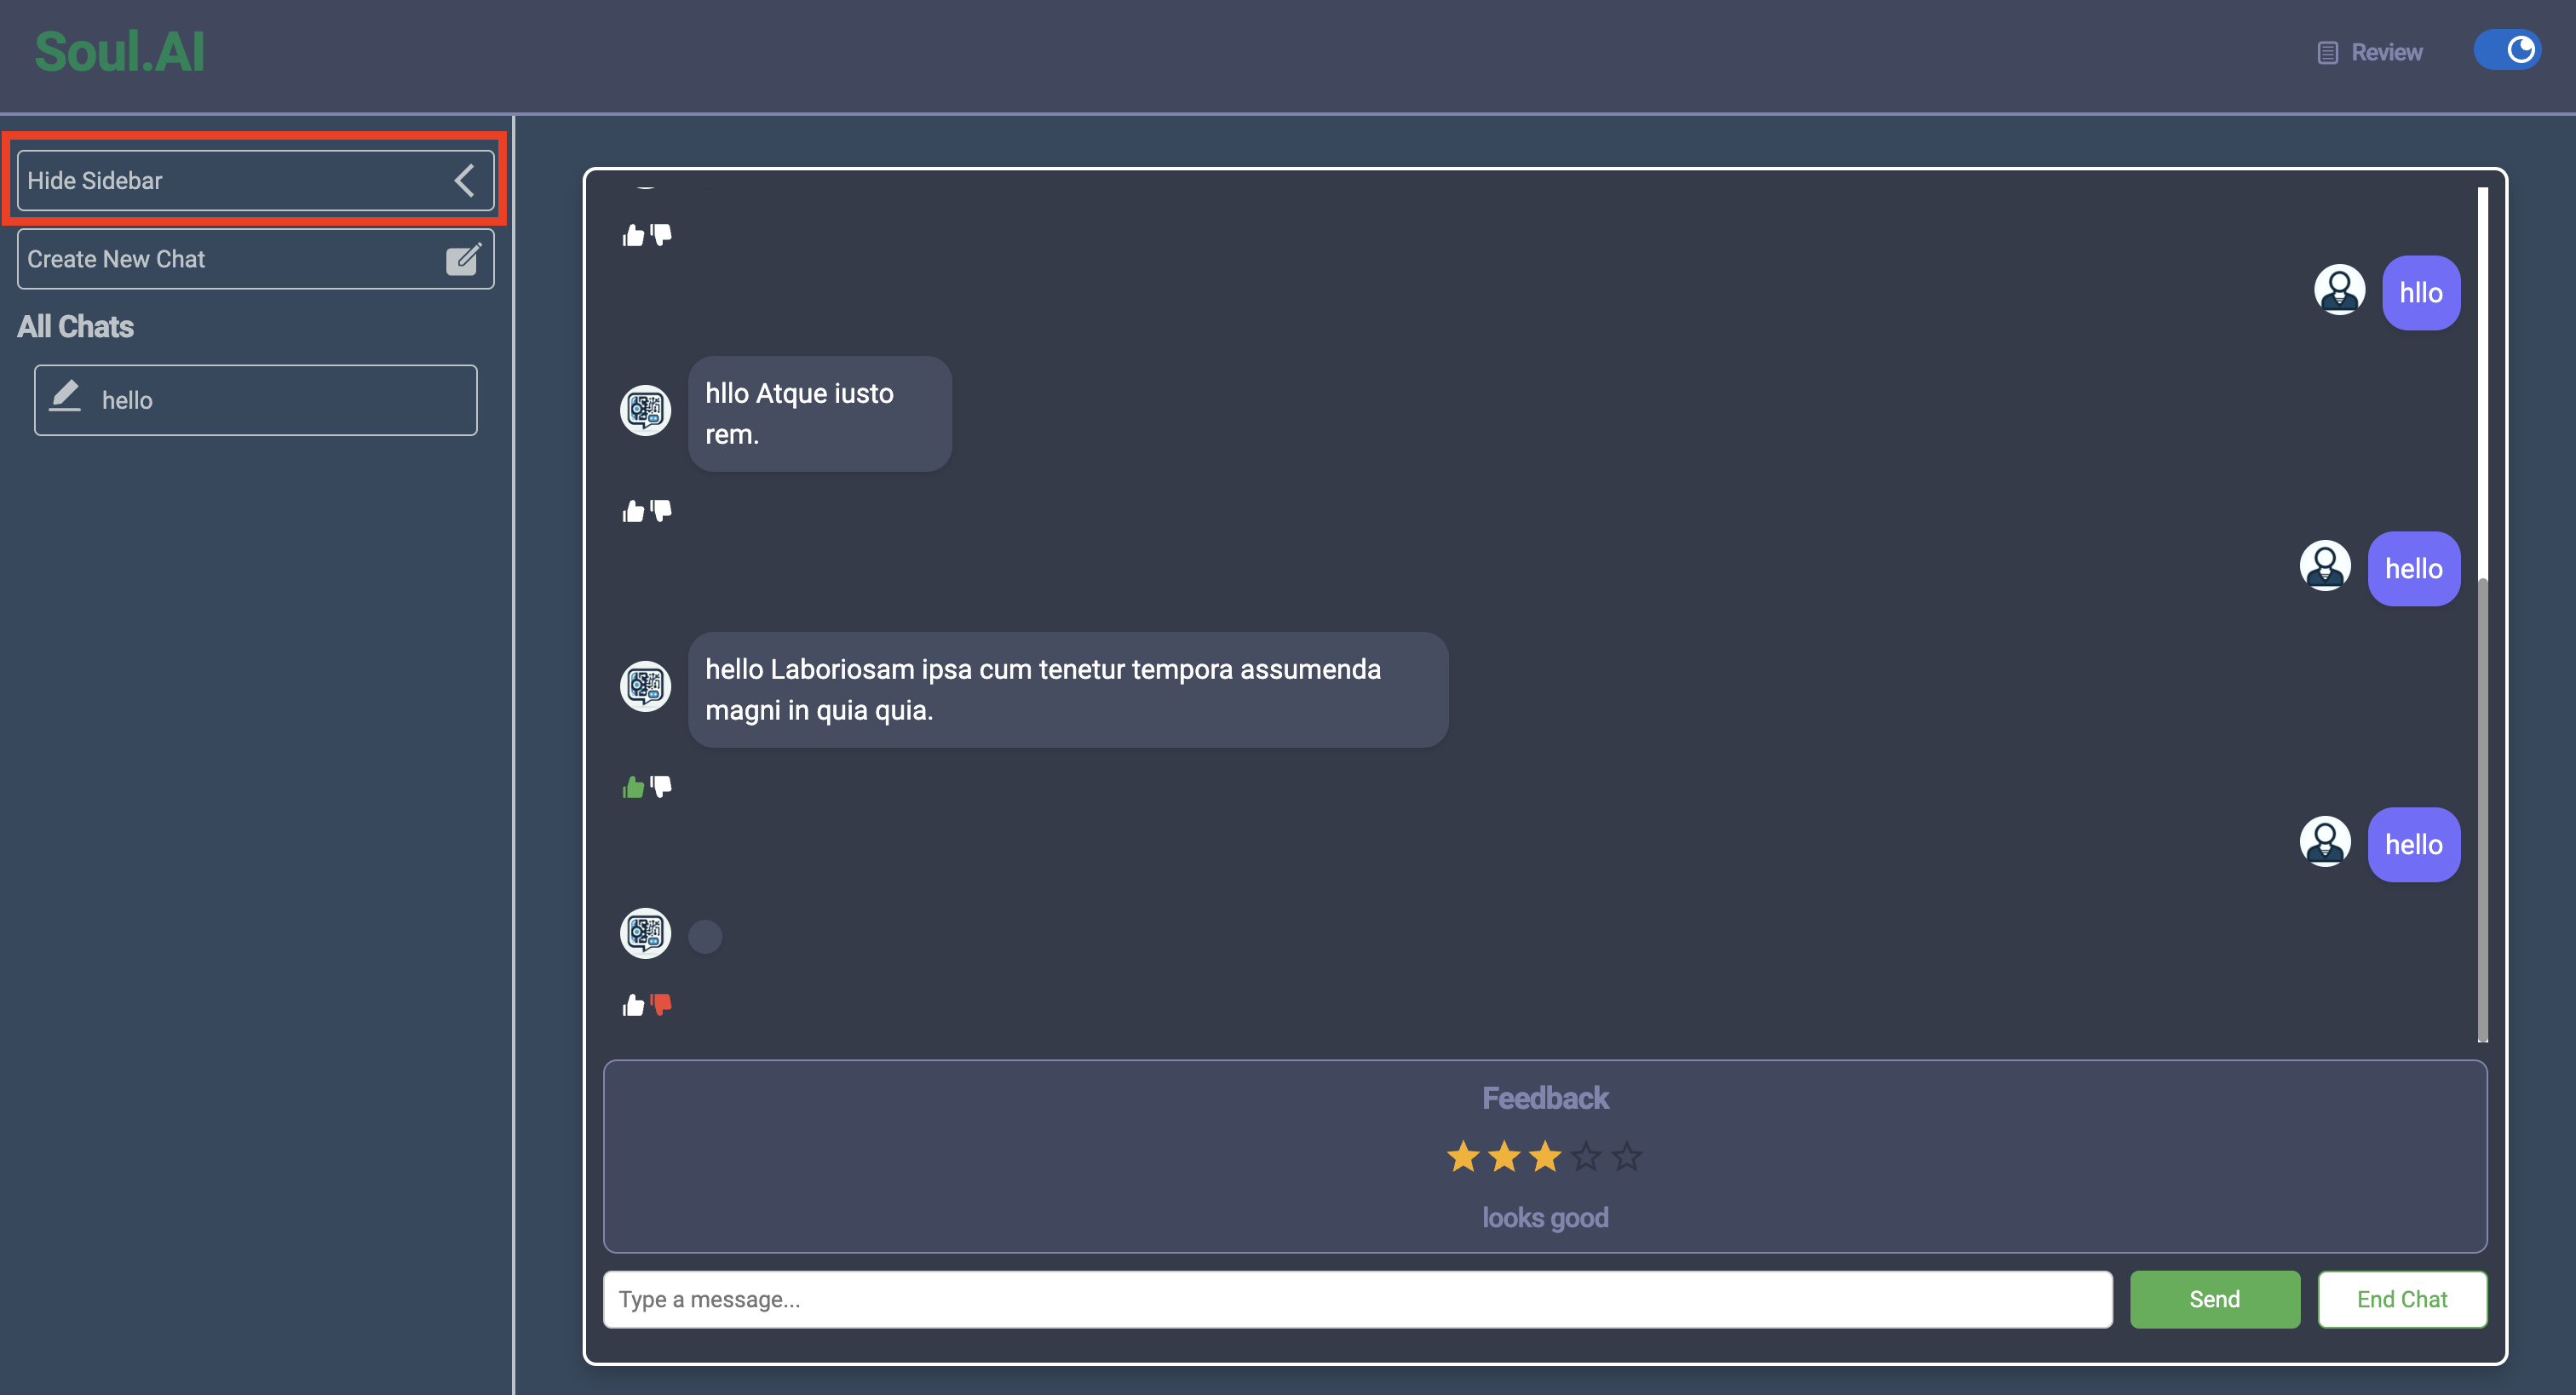 Soul.AI
Review
Hide Sidebar
Create New Chat
All Chats
hello
hllo
hllo Atque iusto
rem.
hello
hello Laboriosam ipsa cum tenetur tempora assumenda
magni in quia quia.
hello
Feedback
looks good
Type a message...
Send
End Chat